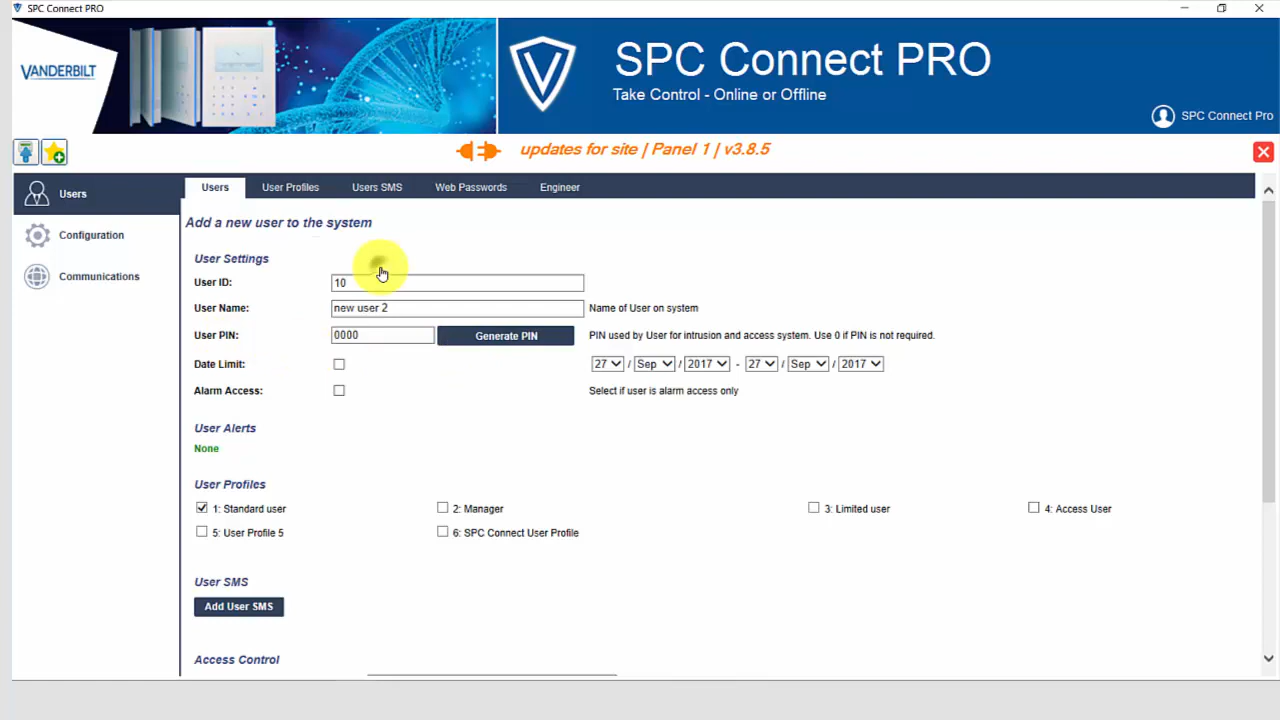 SPC Connect PRO
VANDERBILT
SPC Connect PRO
Take Control - Online or Offline
SPC Connect Pro
updates for site | Panel 1 | v3.8.5
Users
Configuration
Communications
Users User Profiles Users SMS Web Passwords Engineer
Add a new user to the system
User Settings
User ID: 10
User Name: new user 2 Name of User on system
User PIN: 0000 Generate PIN PIN used by User for intrusion and access system. Use 0 if PIN is not required.
Date Limit: 27 / Sep / 2017 - 27 / Sep / 2017
Alarm Access: Select if user is alarm access only
User Alerts
None
User Profiles
1: Standard user 2: Manager 3: Limited user 4: Access User
5: User Profile 5 6: SPC Connect User Profile
User SMS
Add User SMS
Access Control